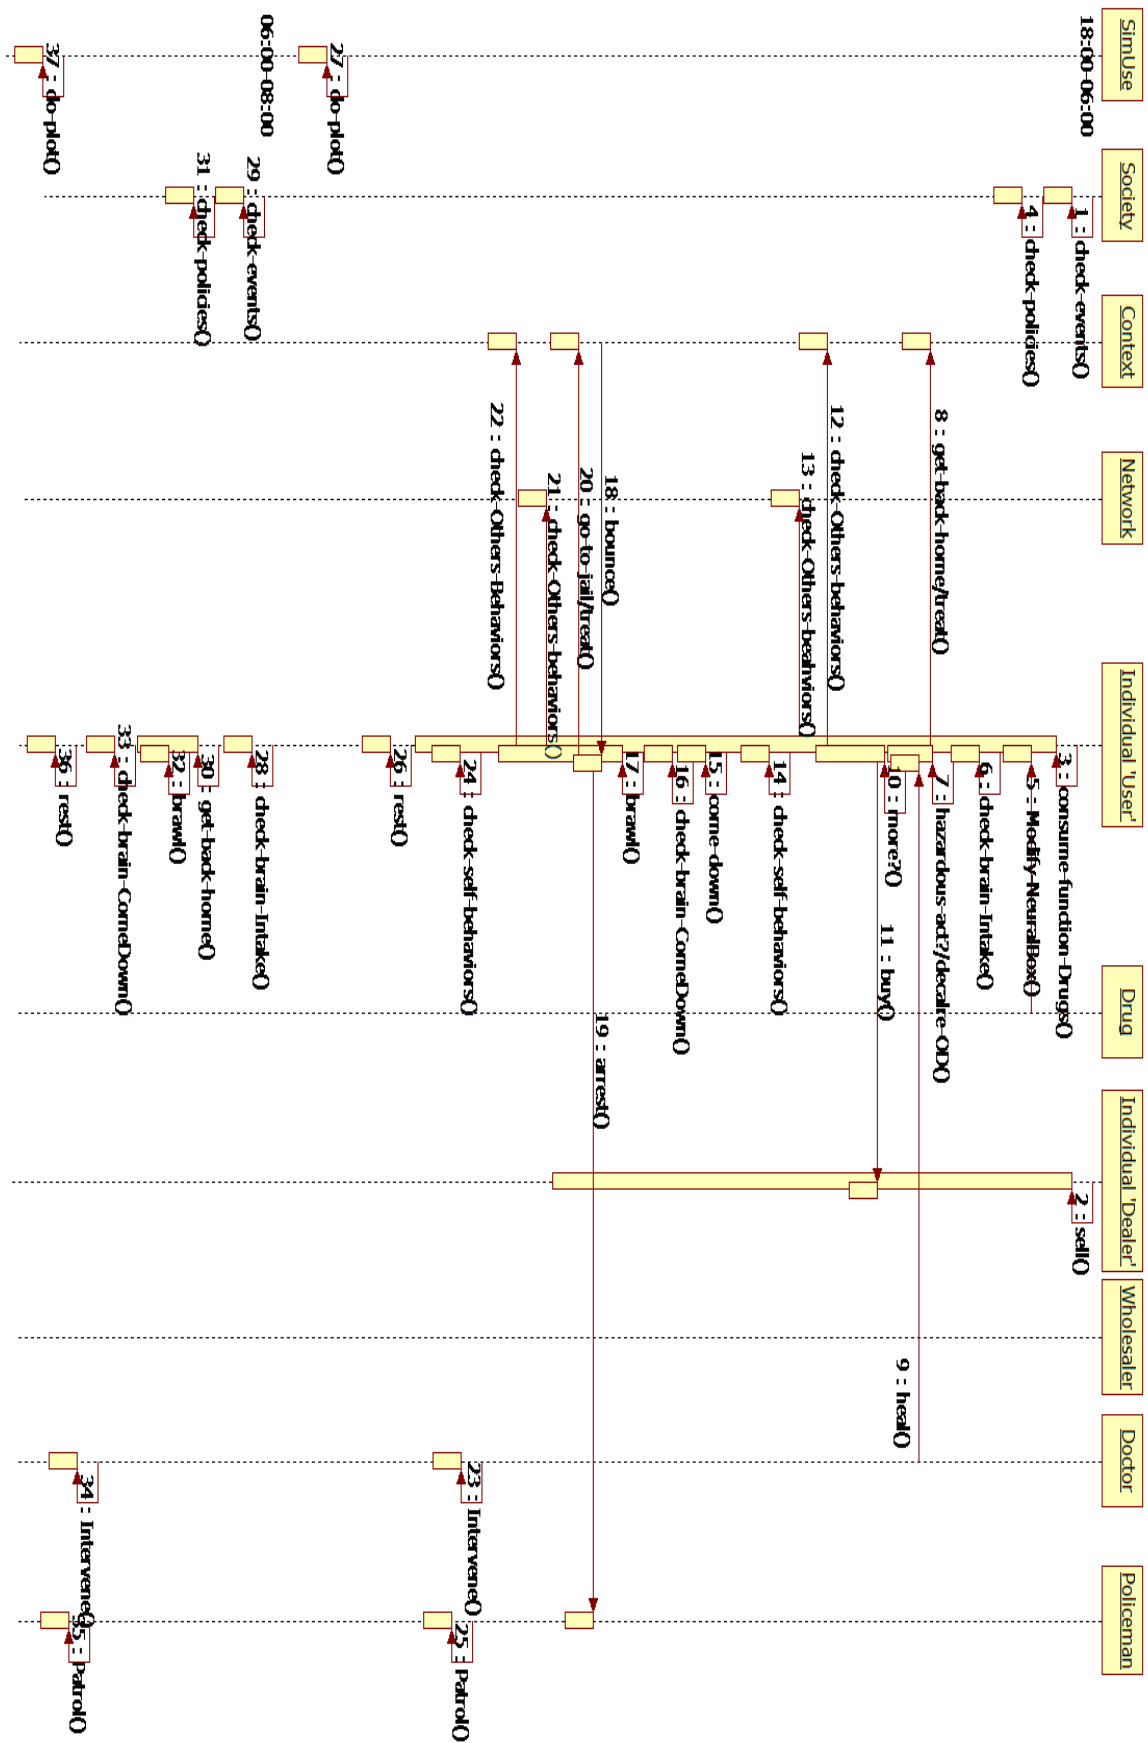 SimUse
Society
Context
Network
Individual 'User'
Drug
Individual 'Dealer'
Wholesaler
Doctor
Policeman
18:00-06:00
1 : check-events()
2 : sell()
3 : consume-function-Drugs()
4 : check-policies()
5 : Modify-NeuralBox()
6 : check-brain-Intake()
7 : hazardous-act?/decalre-OD()
8 : get-back-home/treat()
9 : heal()
10 : more?()
11 : buy()
12 : check-Others-behaviors()
13 : check-Others-beahviors()
14 : check-self-behaviors()
15 : come-down()
16 : check-brain-ComeDown()
17 : brawl()
18 : bounce()
19 : arrest()
20 : go-to-jail/treat()
21 : check-Others-behaviors()
22 : check-Others-Behaviors()
23 : Intervene()
24 : check-self-behaviors()
25 : Patrol()
26 : rest()
27 : do-plot()
06:00-08:00
28 : check-brain-Intake()
29 : check-events()
30 : get-back-home()
31 : check-policies()
32 : brawl()
33 : check-brain-ComeDown()
34 : Intervene()
35 : Patrol()
36 : rest()
37 : do-plot()